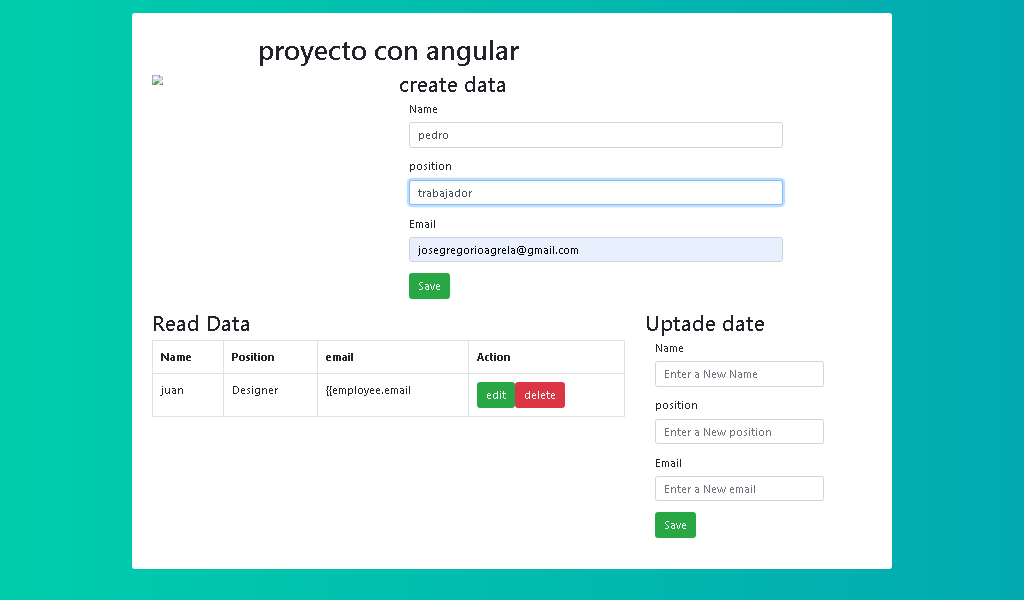 proyecto con angular
create data
Name
pedro
position
trabajador
Email
josegregorioagrela@gmail.com
Save
Read Data
Name Position email Action
juan Designer {{employee.email edit delete
Uptade date
Name
Enter a New Name
position
Enter a New position
Email
Enter a New email
Save